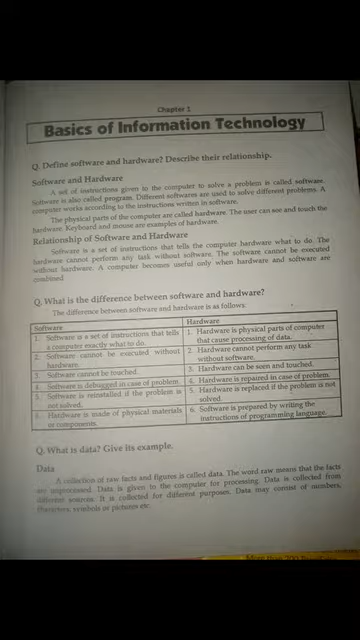 Chapter 1
Basics of Information Technology
Q. Define software and hardware? Describe their relationship.
Software and Hardware
A set of instructions given to the computer to solve a problem is called software.
Software is also called program. Different softwares are used to solve different problems. A
computer works according to the instructions written in software.
The physical parts of the computer are called hardware. The user can see and touch the
hardware. Keyboard and mouse are examples of hardware.
Relationship of Software and Hardware
Software is a set of instructions that tells the computer hardware what to do. The
hardware cannot perform any task without software. The software cannot be executed
without hardware. A computer becomes useful only when hardware and software are
combined
Q. What is the difference between software and hardware?
The difference between software and hardware is as follows:
Software
1. Software is a set of instructions that tells
a computer exactly what to do.
2. Software cannot be executed without
hardware.
3. Software cannot be touched.
4. Software is debugged in case of problem
5. Software is reinstalled if the problem is
not solved.
6. Hardware is made of physical materials
or components.
Hardware
1. Hardware is physical parts of computer
that cause processing of data.
2. Hardware cannot perform any task
without software.
3. Hardware can be seen and touched.
4. Hardware is repaired in case of problem.
5. Hardware is replaced if the problem is not
solved.
6. Software is prepared by writing the
instructions of programming language.
Q. What is data? Give its example.
Data
A collection of raw facts and figures is called data. The word raw means that the facts
are unprocessed. Data is given to the computer for processing. Data is collected from
different sources. It is collected for different purposes. Data may consist of numbers,
characters, symbols or pictures etc.
More than 200